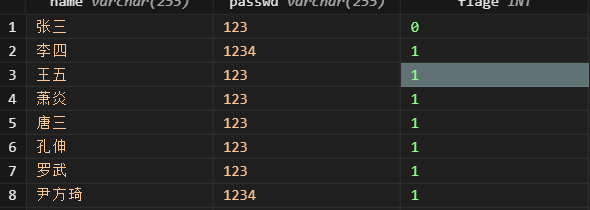 name varchar(255) passwd varchar(255) flage INT
1 张三 123 0
2 李四 1234 1
3 王五 123 1
4 萧炎 123 1
5 唐三 123 1
6 孔伸 123 1
7 罗武 123 1
8 尹方琦 1234 1